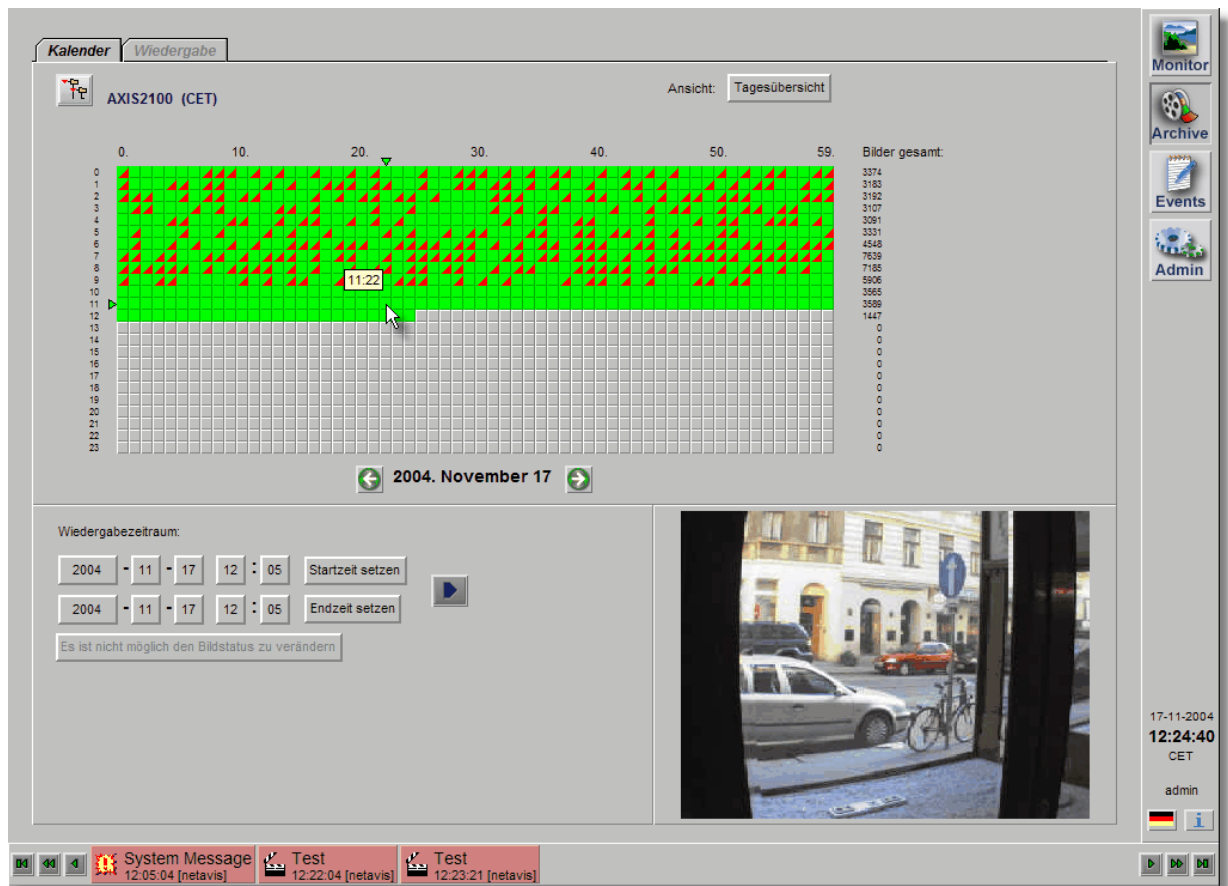 Kalender Wiedergabe
Monitor
AXIS2100 (CET)
Ansicht: Tagesübersicht
Archive
0. 10. 20. 30. 40. 50. 59. Bilder gesamt:
0 3374
1 3183
2 3192
3 3107
4 3091
5 3331
6 4548
7 7639
8 7185
9 5906
11:22
10 3565
11 3589
12 1447
13 0
14 0
15 0
16 0
17 0
18 0
19 0
20 0
21 0
22 0
23 0
Events
Admin
2004. November 17
Wiedergabezeitraum:
2004 - 11 - 17 12 : 05 Startzeit setzen
2004 - 11 - 17 12 : 05 Endzeit setzen
Es ist nicht möglich den Bildstatus zu verändern
17-11-2004
12:24:40
CET
admin
i
System Message
12:05:04 [netavis]
Test
12:22:04 [netavis]
Test
12:23:21 [netavis]